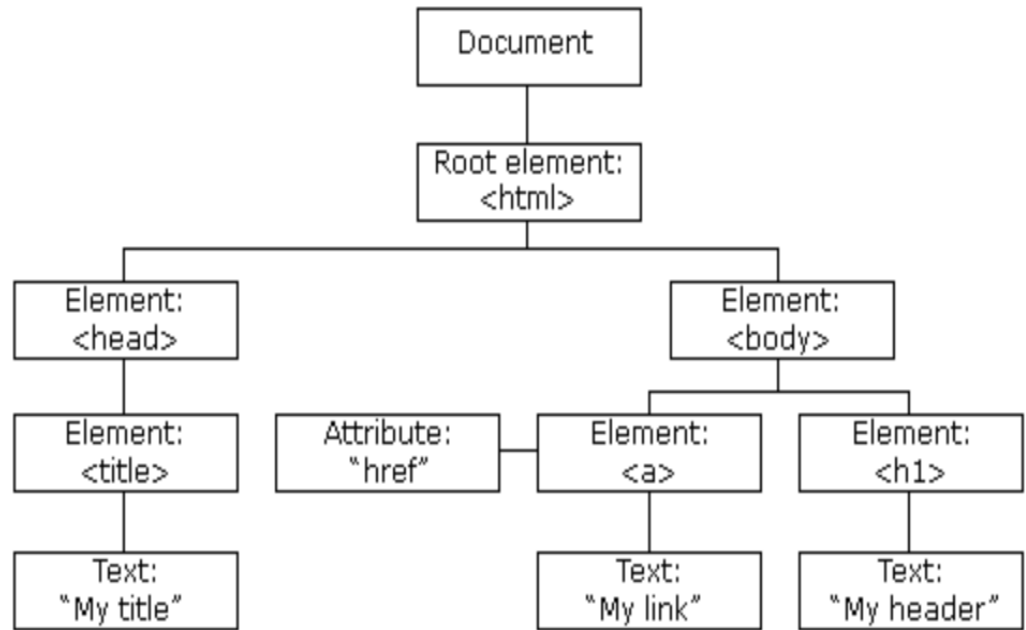 Document
Root element:
<html>
Element:
<head>
Element:
<body>
Element:
<title>
Attribute:
“href”
Element:
<a>
Element:
<h1>
Text:
“My title”
Text:
“My link”
Text:
“My header”